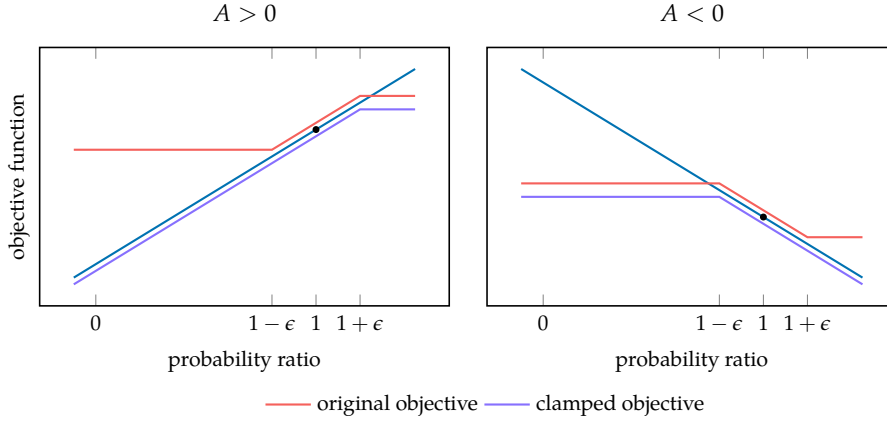 A > 0
A < 0
objective function
0 1 − ϵ 1 1 + ϵ
0 1 − ϵ 1 1 + ϵ
probability ratio
probability ratio
original objective clamped objective